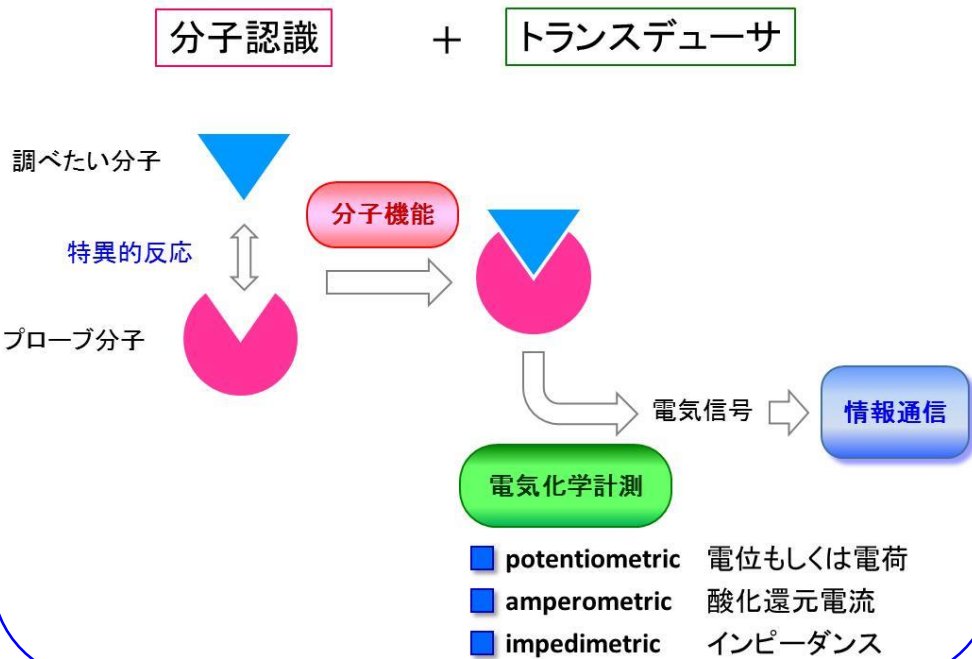 分子認識 + トランスデューサ
調べたい分子
分子機能
特異的反応
プローブ分子
電気信号
情報通信
電気化学計測
potentiometric 電位もしくは電荷
amperometric 酸化還元電流
impedimetric インピーダンス